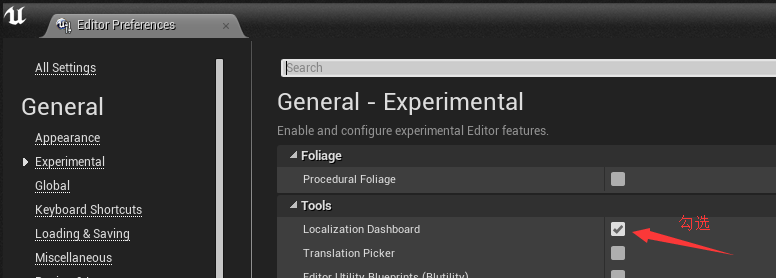 Editor Preferences
All Settings
General
Appearance
Experimental
Global
Keyboard Shortcuts
Loading & Saving
Miscellaneous
Search
General - Experimental
Enable and configure experimental Editor features.
Foliage
Procedural Foliage
Tools
Localization Dashboard
勾选
Translation Picker
Editor Utility Blueprints (Blutility)